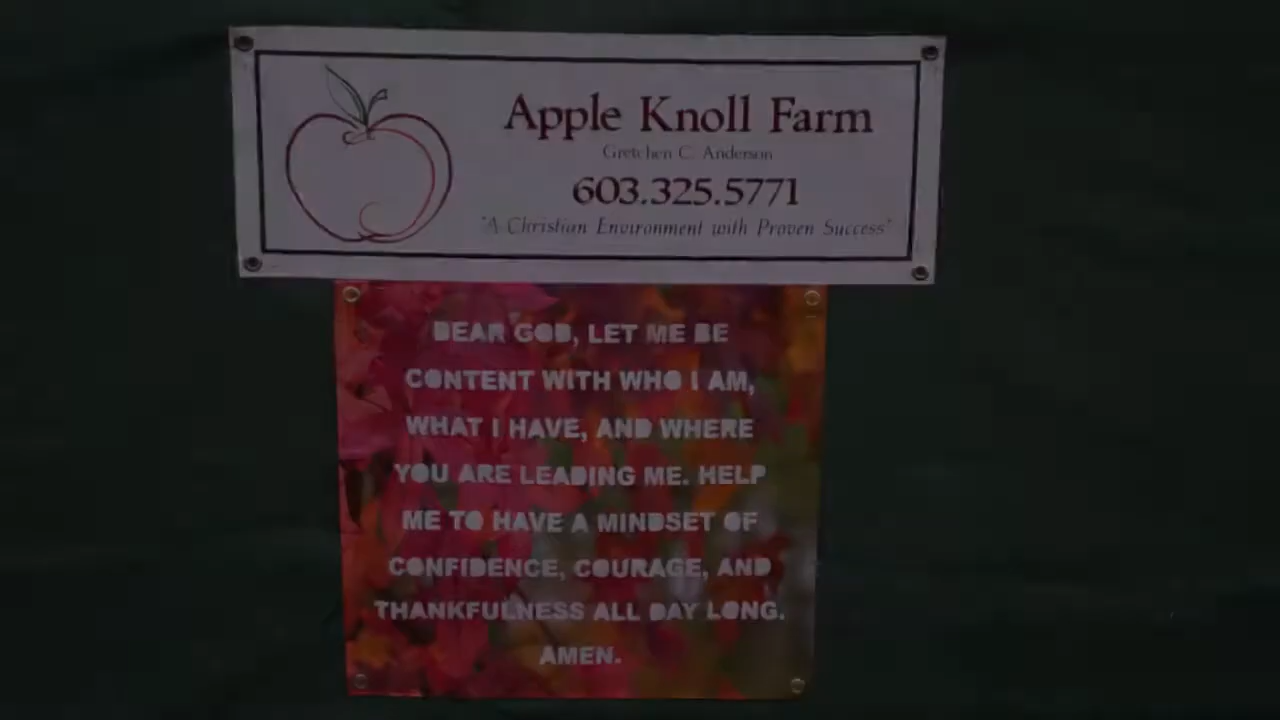 Apple Knoll Farm
Gretchen C. Anderson
603.325.5771
"A Christian Environment with Proven Success"
DEAR GOD, LET ME BE
CONTENT WITH WHO I AM,
WHAT I HAVE, AND WHERE
YOU ARE LEADING ME. HELP
ME TO HAVE A MINDSET OF
CONFIDENCE, COURAGE, AND
THANKFULNESS ALL DAY LONG.
AMEN.